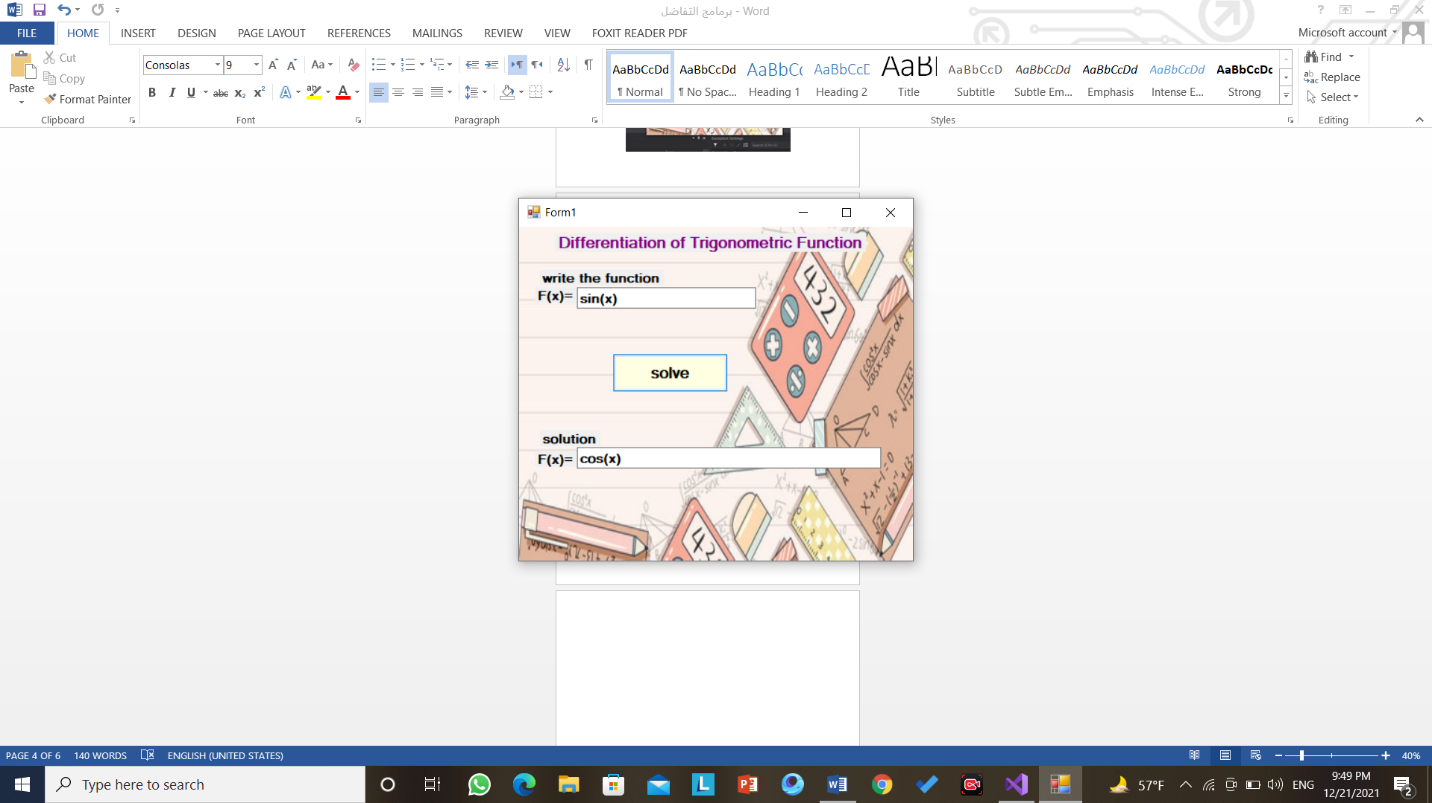 برمامج التفاضل - Word
Microsoft account
FILE HOME INSERT DESIGN PAGE LAYOUT REFERENCES MAILINGS REVIEW VIEW FOXIT READER PDF
Paste
Cut
Copy
Format Painter
Clipboard
Consolas 9
Font
Paragraph
AaBbCcDd AaBbCcDd AaBbCc AaBbCcD AaBl AaBbCcD AaBbCcDd AaBbCcDd AaBbCcDd AaBbCcDc
¶ Normal ¶ No Spac... Heading 1 Heading 2 Title Subtitle Subtle Em... Emphasis Intense E... Strong
Styles
Find
Replace
Select
Editing
Form1
Differentiation of Trigonometric Function
write the function
F(x)= sin(x)
solve
solution
F(x)= cos(x)
432
PAGE 4 OF 6 140 WORDS ENGLISH (UNITED STATES) 40%
Type here to search
57°F
ENG
9:49 PM
12/21/2021
2